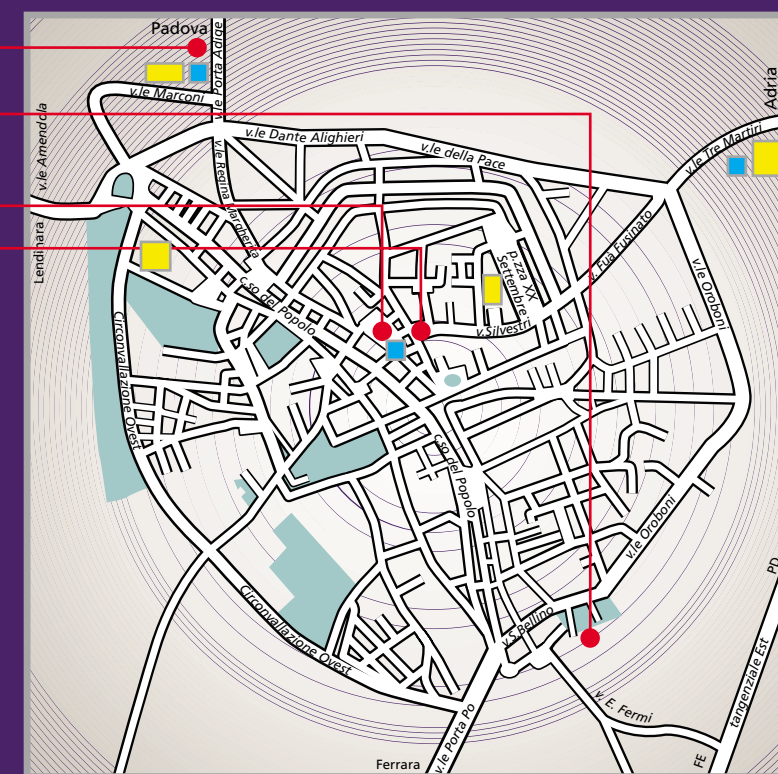 Padova
v.le Porta Adige
v.le Marconi
v.le Amendola
Adria
v.le Dante Alighieri
v.le della Pace
v.le Tre Martiri
v.le Regina Margherita
Lendinara
v. Fuà Fusinato
p.zza XX
Settembre
v.le Oroboni
c.so del Popolo
v.Silvestri
Circonvallazione Ovest
c.so del Popolo
v.le Oroboni
PD
Circonvallazione Ovest
v.S.Bellino
tangenziale Est
v. E. Fermi
v.le Porta Po
Ferrara
FE